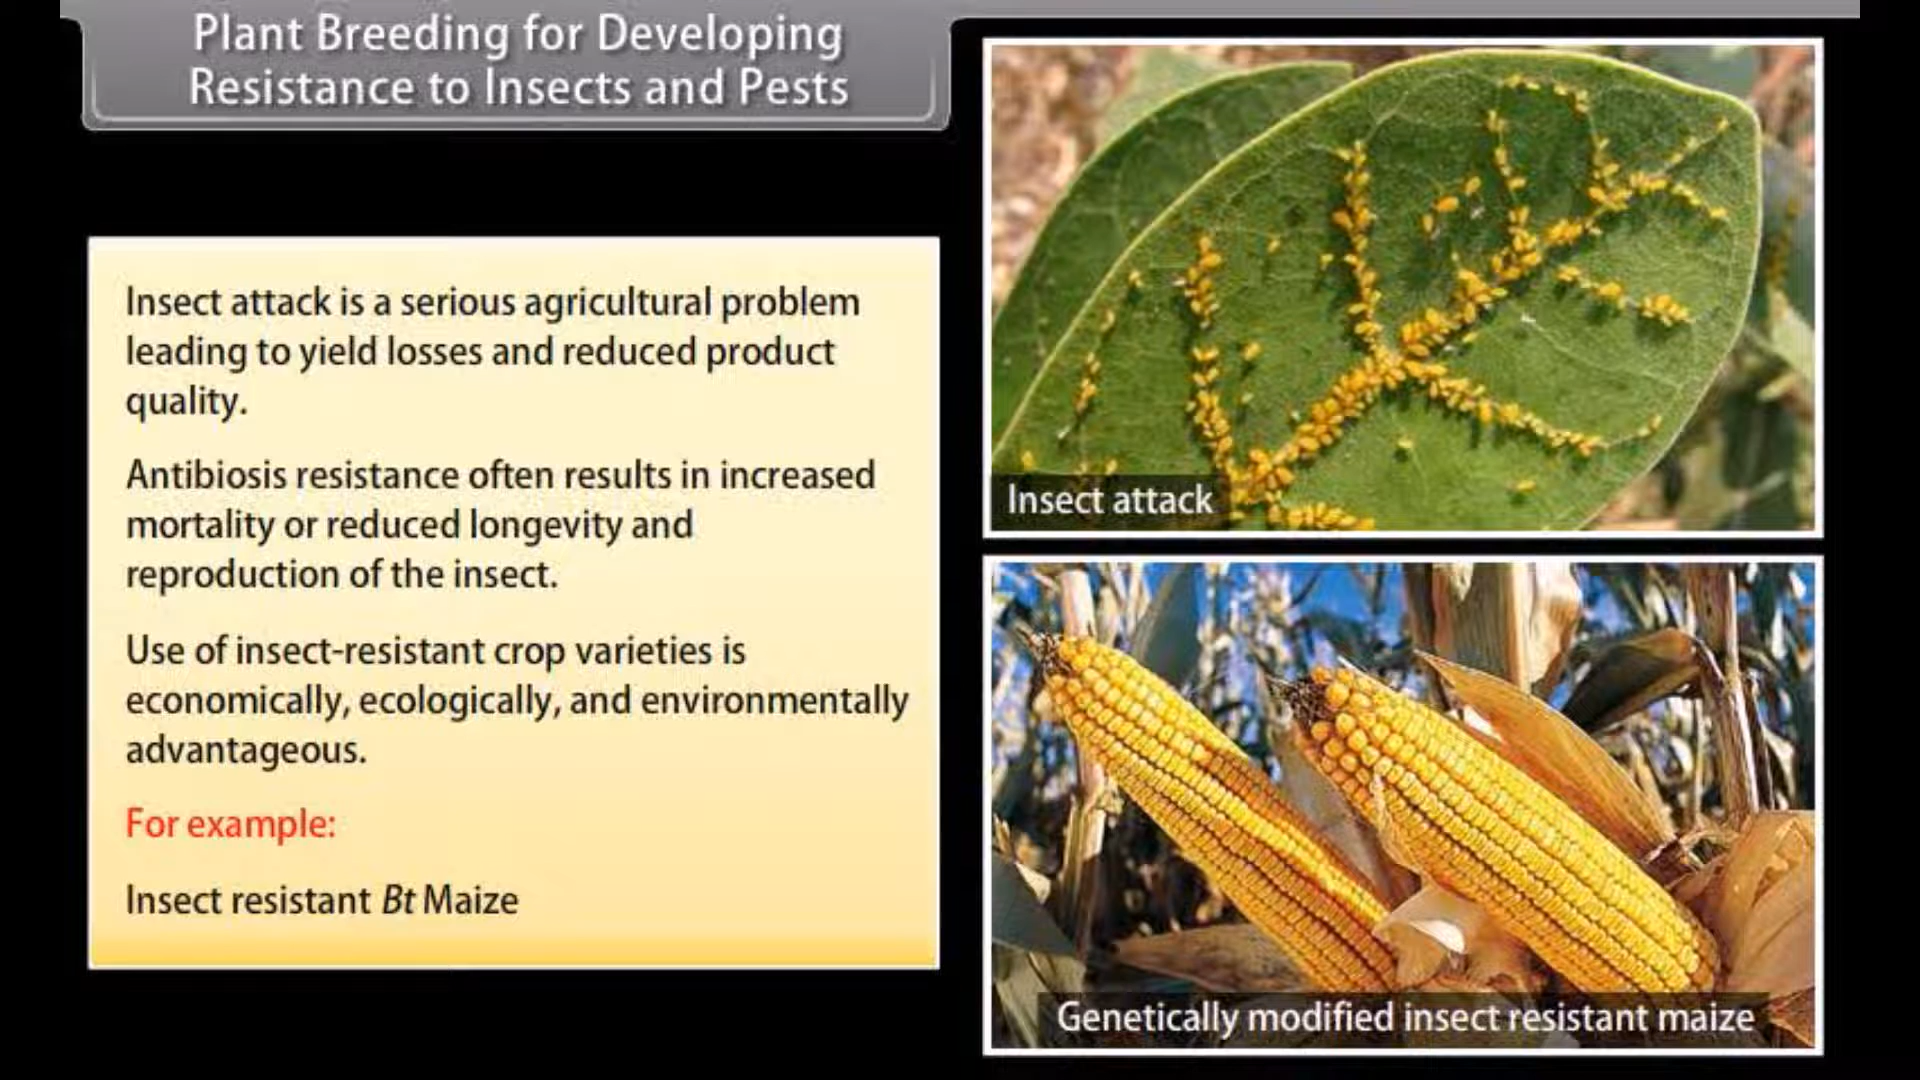 Plant Breeding for Developing
Resistance to Insects and Pests
Insect attack is a serious agricultural problem
leading to yield losses and reduced product
quality.
Antibiosis resistance often results in increased
mortality or reduced longevity and
reproduction of the insect.
Use of insect-resistant crop varieties is
economically, ecologically, and environmentally
advantageous.
For example:
Insect resistant Bt Maize
Insect attack
Genetically modified insect resistant maize